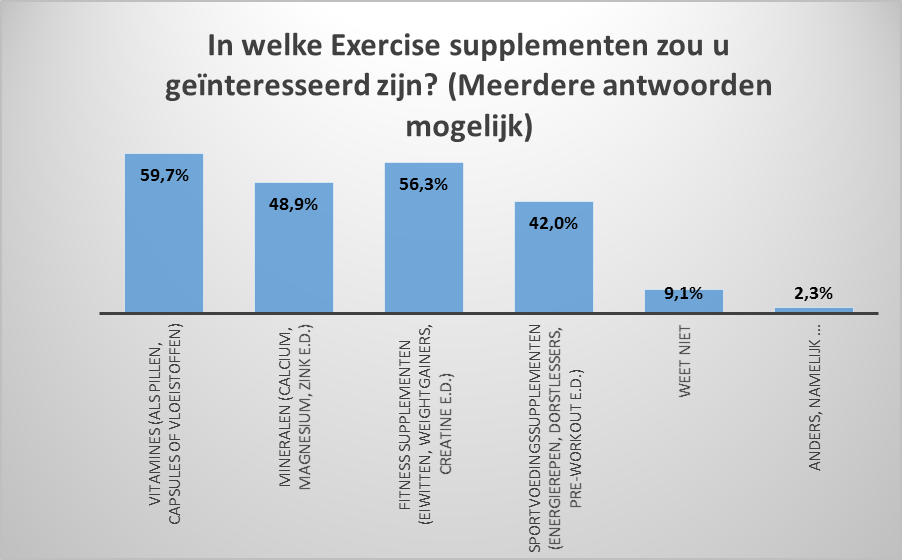 In welke Exercise supplementen zou u
geïnteresseerd zijn? (Meerdere antwoorden
mogelijk)
59,7%
48,9%
56,3%
42,0%
9,1%
2,3%
VITAMINES (ALS PILLEN,
CAPSULES OF VLOEISTOFFEN)
MINERALEN (CALCIUM,
MAGNESIUM, ZINK E.D.)
FITNESS SUPPLEMENTEN
(EIWITTEN, WEIGHTGAINERS,
CREATINE E.D.)
SPORTVOEDINGSSUPPLEMENTEN
(ENERGIEREPEN, DORSTLESSERS,
PRE-WORKOUT E.D.)
WEET NIET
ANDERS, NAMELIJK ...